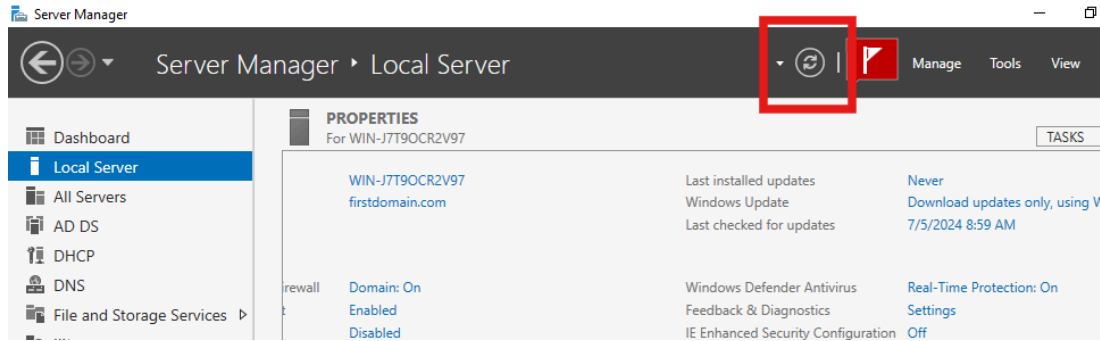 Server Manager
Server Manager ‣ Local Server
Manage Tools View
Dashboard
Local Server
All Servers
AD DS
DHCP
DNS
File and Storage Services
PROPERTIES
For WIN-J7T9OCR2V97
TASKS
WIN-J7T9OCR2V97
firstdomain.com
Last installed updates Never
Windows Update Download updates only, using W
Last checked for updates 7/5/2024 8:59 AM
irewall Domain: On
t Enabled
Disabled
Windows Defender Antivirus Real-Time Protection: On
Feedback & Diagnostics Settings
IE Enhanced Security Configuration Off